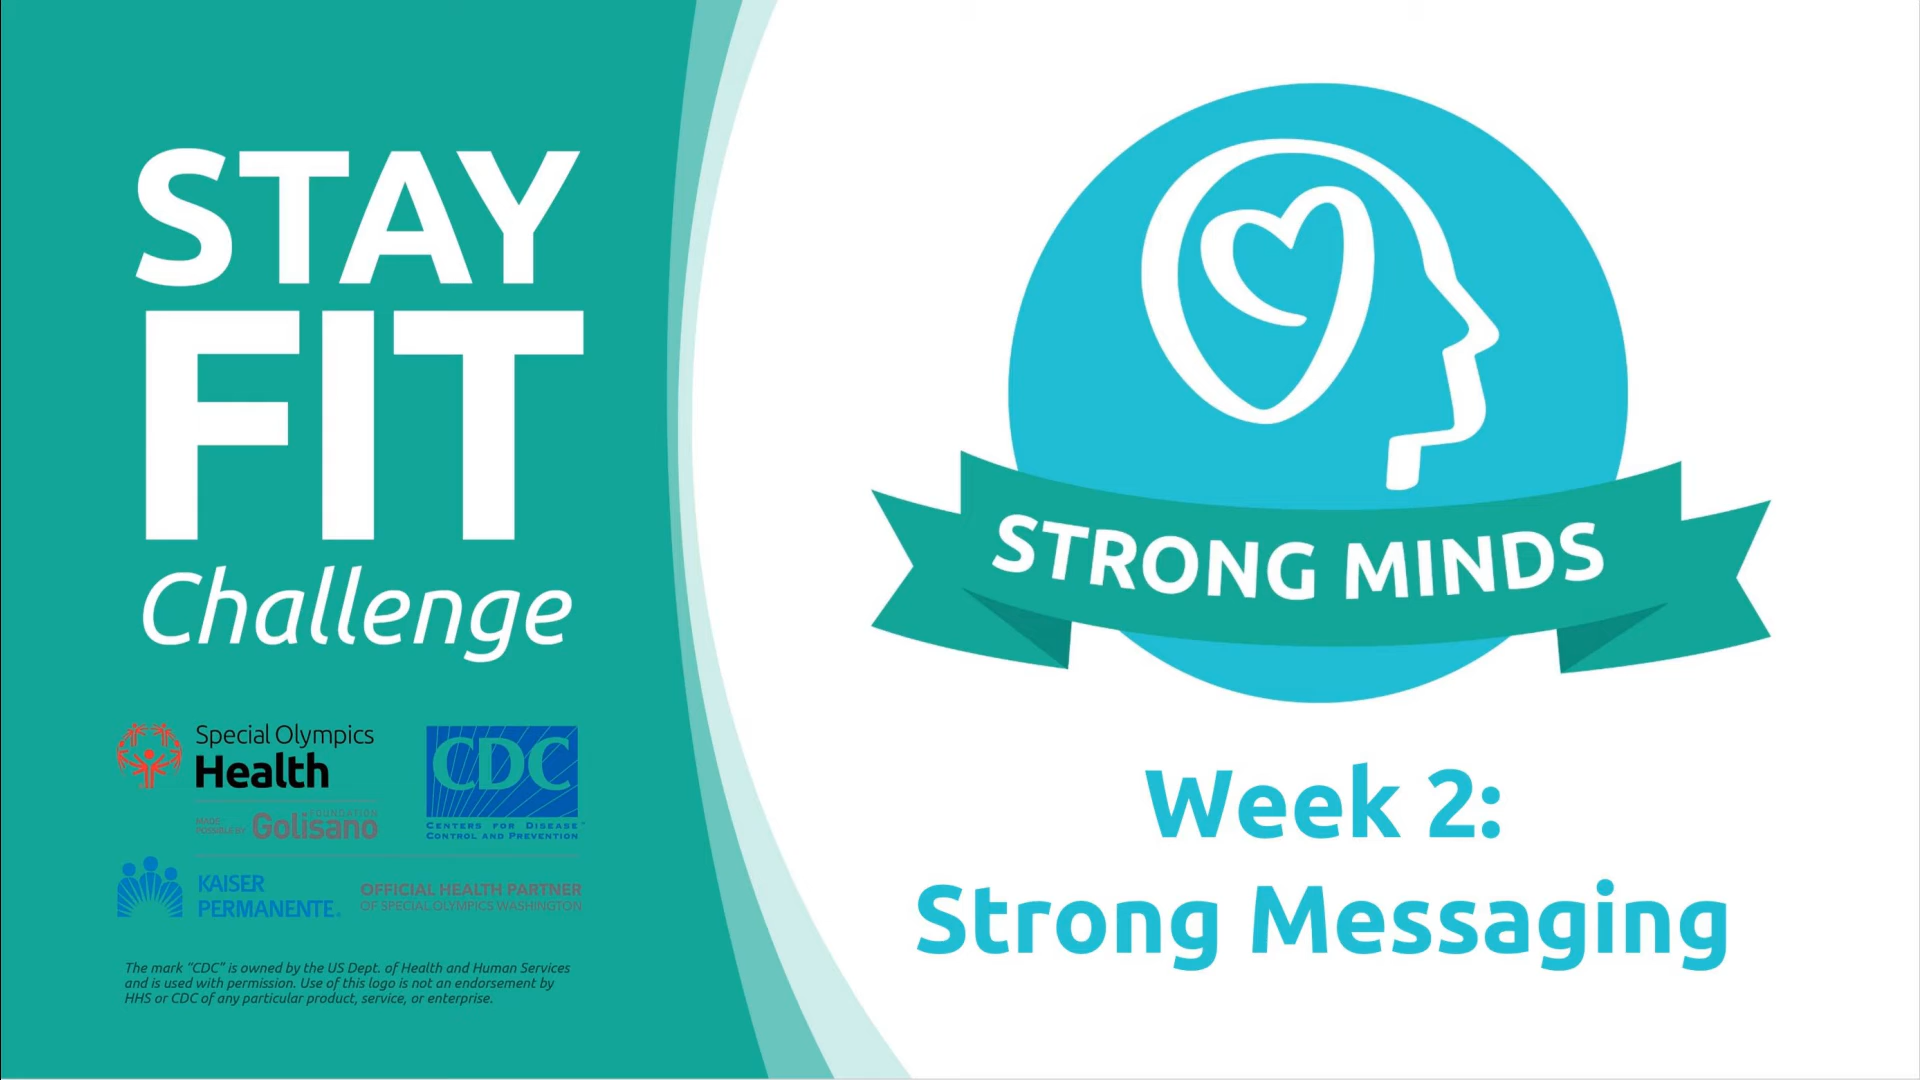 STAY
FIT
Challenge
Special Olympics
Health
MADE
POSSIBLE BY
FOUNDATION
Golisano
CDC
CENTERS FOR DISEASE™
CONTROL AND PREVENTION
KAISER
PERMANENTE®
OFFICIAL HEALTH PARTNER
OF SPECIAL OLYMPICS WASHINGTON
The mark "CDC" is owned by the US Dept. of Health and Human Services
and is used with permission. Use of this logo is not an endorsement by
HHS or CDC of any particular product, service, or enterprise.
STRONG MINDS
Week 2:
Strong Messaging